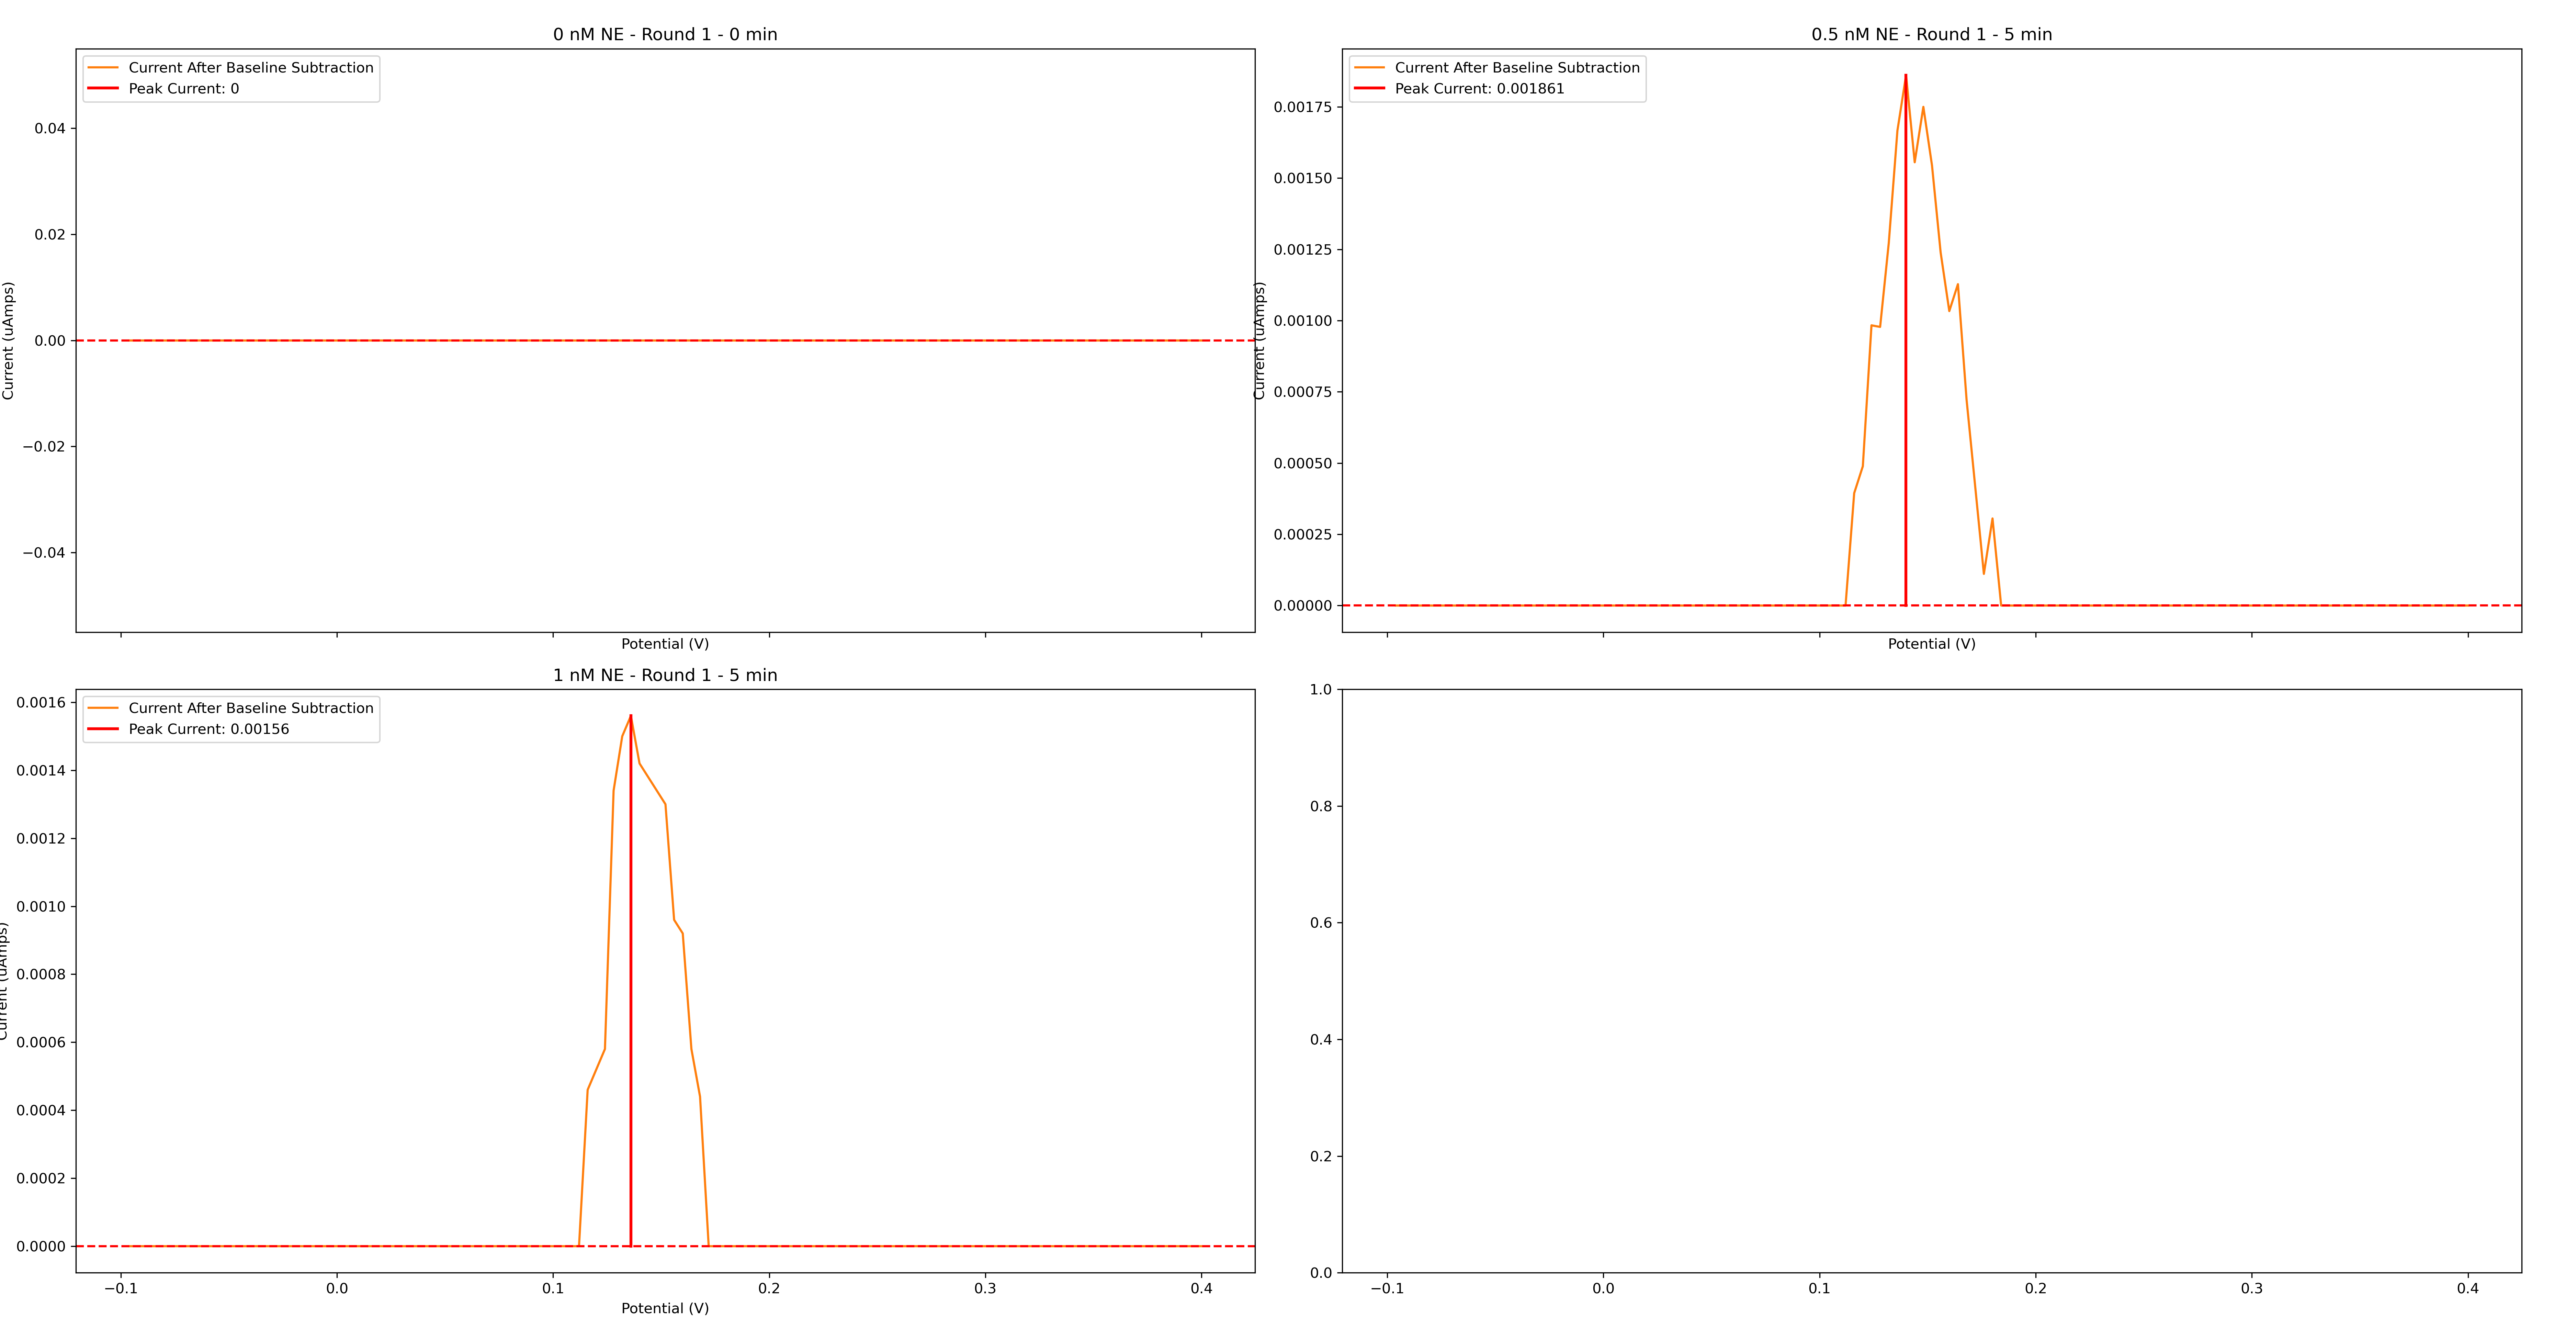 0 nM NE - Round 1 - 0 min
Current After Baseline Subtraction
Peak Current: 0
0.04
0.02
0.00
−0.02
−0.04
Current (uAmps)
Potential (V)
0.5 nM NE - Round 1 - 5 min
Current After Baseline Subtraction
Peak Current: 0.001861
0.00175
0.00150
0.00125
0.00100
0.00075
0.00050
0.00025
0.00000
Current (uAmps)
Potential (V)
1 nM NE - Round 1 - 5 min
Current After Baseline Subtraction
Peak Current: 0.00156
0.0016
0.0014
0.0012
0.0010
0.0008
0.0006
0.0004
0.0002
0.0000
Current (uAmps)
−0.1 0.0 0.1 0.2 0.3 0.4
Potential (V)
1.0
0.8
0.6
0.4
0.2
0.0
−0.1 0.0 0.1 0.2 0.3 0.4